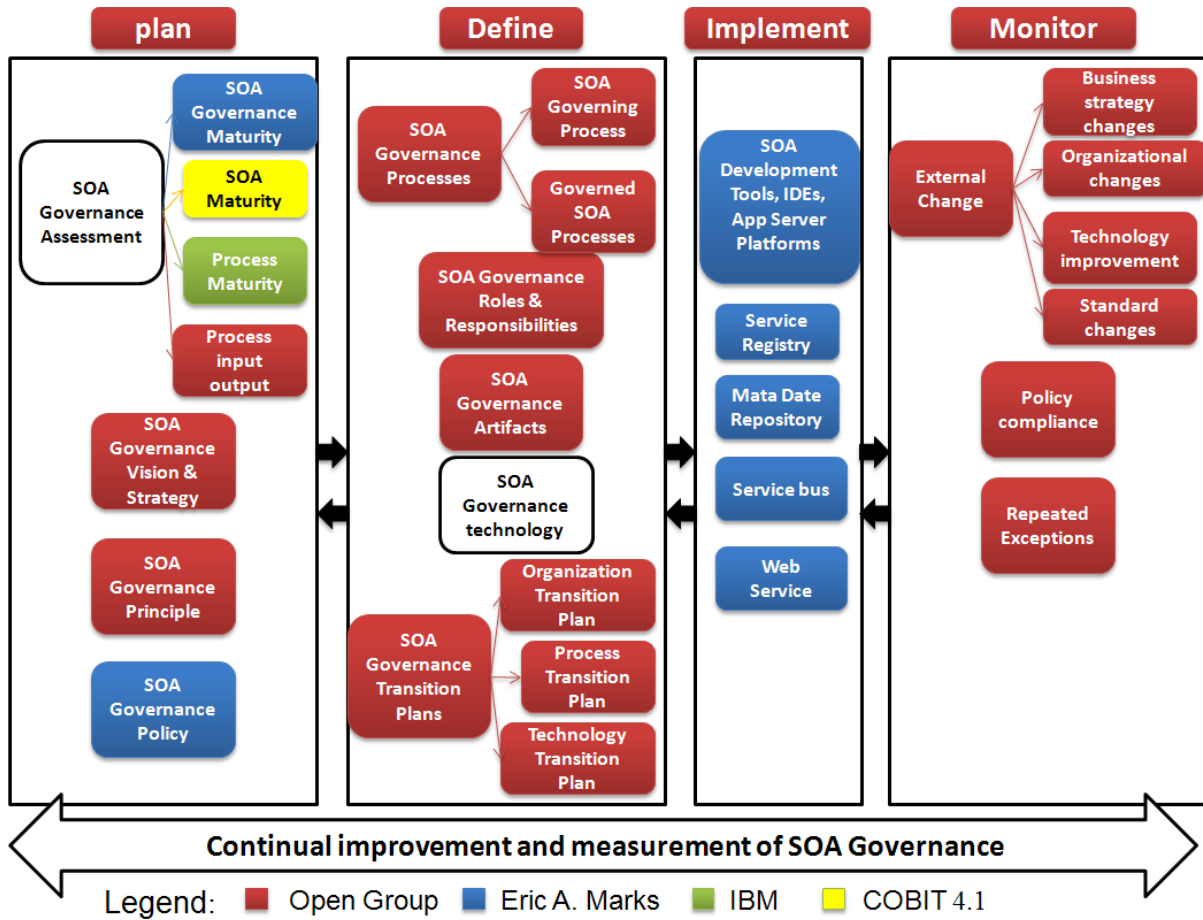 plan
Define
Implement
Monitor
SOA
Governance
Assessment
SOA
Governance
Maturity
SOA
Maturity
Process
Maturity
Process
input
output
SOA
Governance
Vision &
Strategy
SOA
Governance
Principle
SOA
Governance
Policy
SOA
Governance
Processes
SOA
Governing
Process
Governed
SOA
Processes
SOA Governance
Roles &
Responsibilities
SOA
Governance
Artifacts
SOA
Governance
technology
SOA
Governance
Transition
Plans
Organization
Transition
Plan
Process
Transition
Plan
Technology
Transition
Plan
SOA
Development
Tools, IDEs,
App Server
Platforms
Service
Registry
Mata Date
Repository
Service bus
Web
Service
External
Change
Business
strategy
changes
Organizational
changes
Technology
improvement
Standard
changes
Policy
compliance
Repeated
Exceptions
Continual improvement and measurement of SOA Governance
Legend: Open Group Eric A. Marks IBM COBIT 4.1